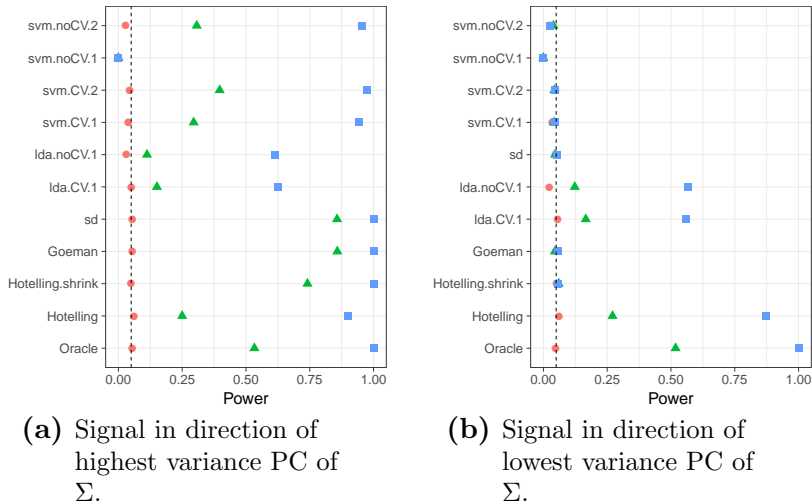 svm.noCV.2
svm.noCV.1
svm.CV.2
svm.CV.1
lda.noCV.1
lda.CV.1
sd
Goeman
Hotelling.shrink
Hotelling
Oracle
0.00 0.25 0.50 0.75 1.00
Power
(a) Signal in direction of
highest variance PC of
Σ.
svm.noCV.2
svm.noCV.1
svm.CV.2
svm.CV.1
sd
lda.noCV.1
lda.CV.1
Goeman
Hotelling.shrink
Hotelling
Oracle
0.00 0.25 0.50 0.75 1.00
Power
(b) Signal in direction of
lowest variance PC of
Σ.